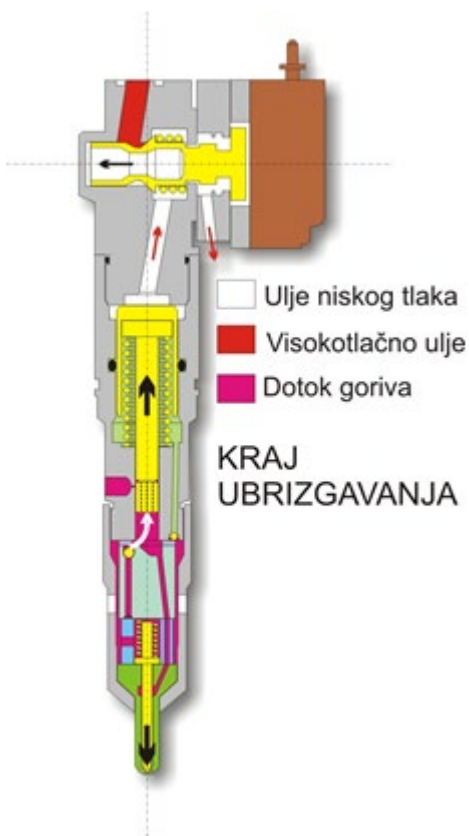 Ulje niskog tlaka
Visokotlačno ulje
Dotok goriva
KRAJ
UBRIZGAVANJA